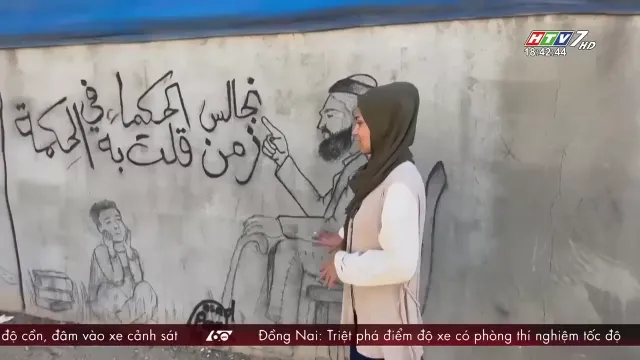 HTV7 HD
18:42:44
نجالس الحكماء في
زمن قلت به الحكمة
độ cồn, đâm vào xe cảnh sát 60 Đồng Nai: Triệt phá điểm độ xe có phòng thí nghiệm tốc độ